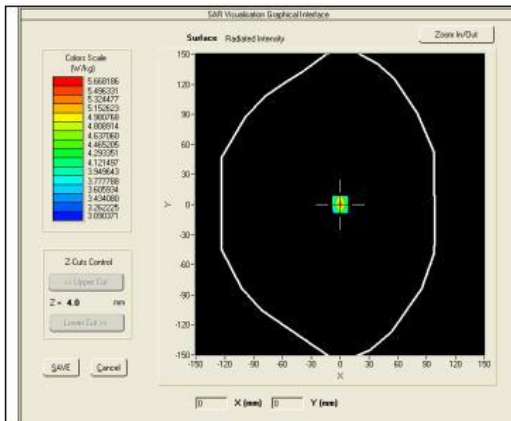 SAR Visualisation Graphical Interface
Surface Radiated Intensity
Zoom In/Out
Colors Scale
(W/kg)
5.668186
5.496331
5.324477
5.152623
4.980768
4.808914
4.637060
4.465205
4.293351
4.121497
3.949643
3.777788
3.605934
3.434080
3.262225
3.090371
Z-Cuts Control
<< Upper Cut
Z = 4.0 mm
Lower Cut >>
SAVE Cancel
150
120
90
60
30
0
-30
-60
-90
-120
-150
Y
-150 -120 -90 -60 -30 0 30 60 90 120 150
X
0 X (mm) 0 Y (mm)